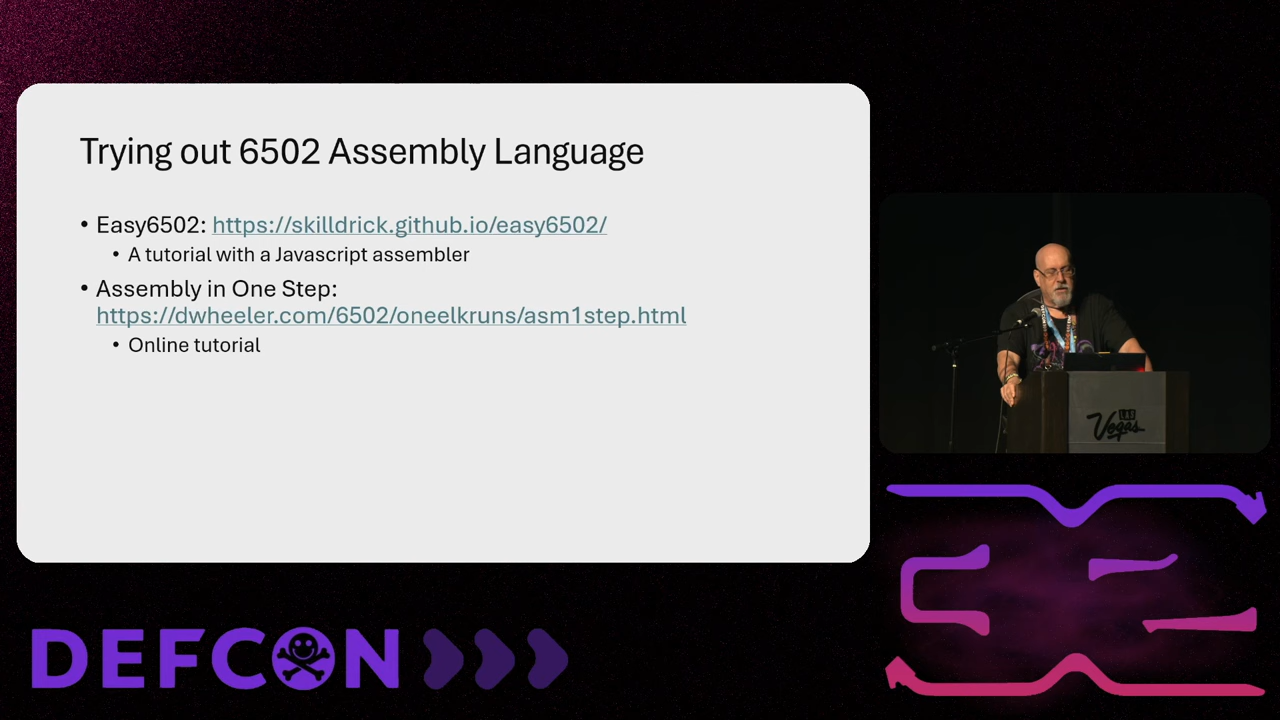 Trying out 6502 Assembly Language
• Easy6502: https://skilldrick.github.io/easy6502/
• A tutorial with a Javascript assembler
• Assembly in One Step:
https://dwheeler.com/6502/oneelkruns/asm1step.html
• Online tutorial
Vegas
DEFCON